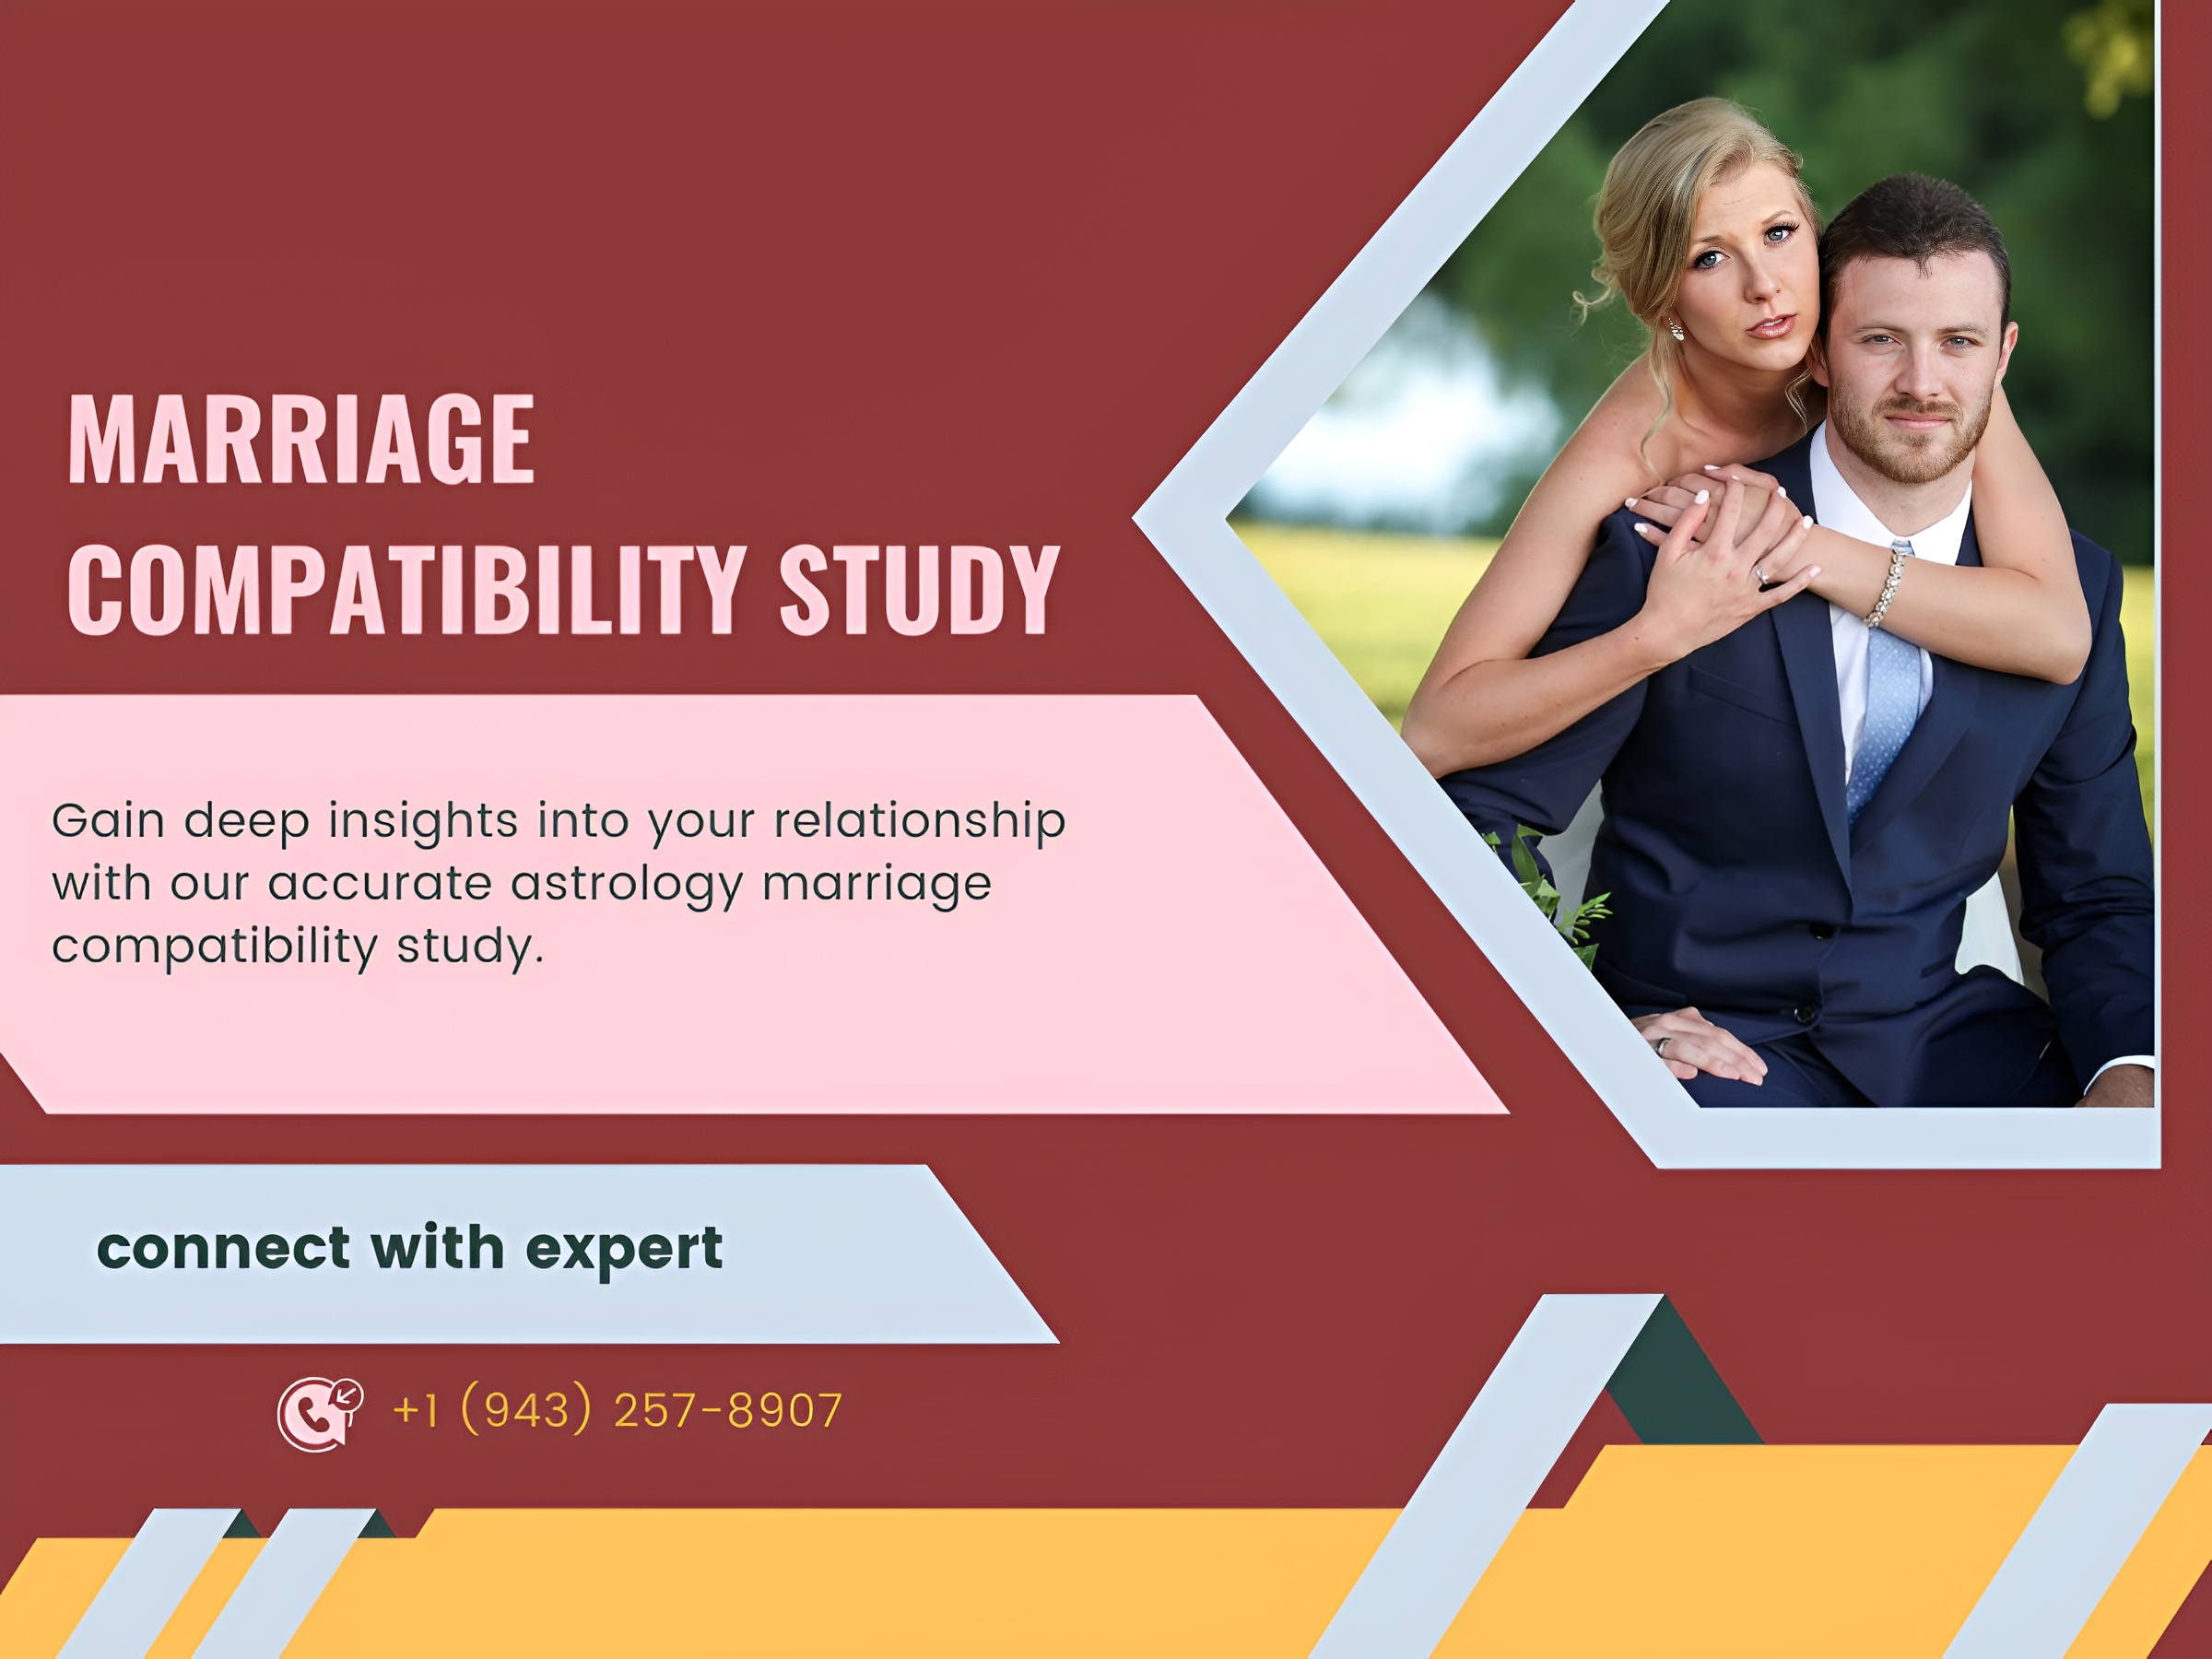 MARRIAGE
COMPATIBILITY STUDY
Gain deep insights into your relationship
with our accurate astrology marriage
compatibility study.
connect with expert
+1 (943) 257-8907